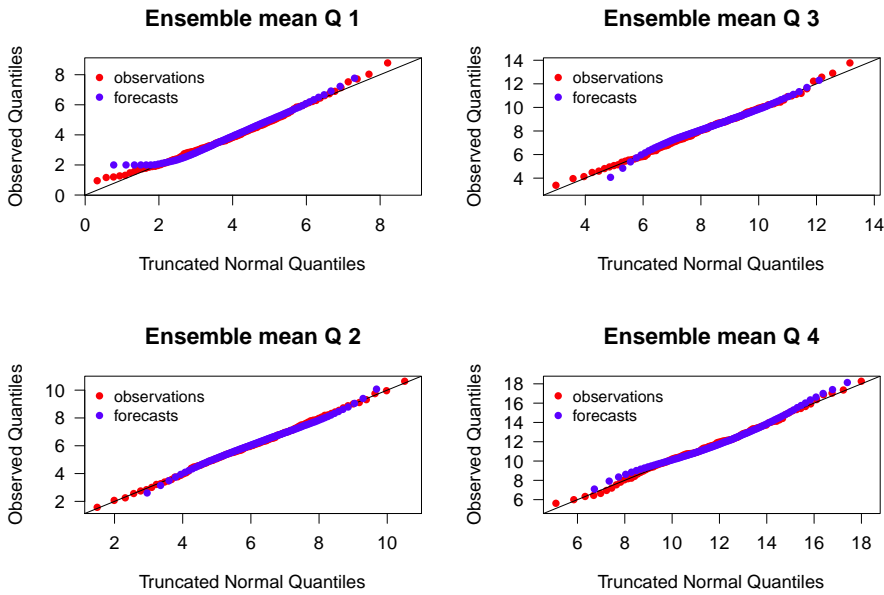 Ensemble mean Q 1
Observed Quantiles
8
6
4
2
0
observations
forecasts
0 2 4 6 8
Truncated Normal Quantiles
Ensemble mean Q 3
Observed Quantiles
14
12
10
8
6
4
observations
forecasts
4 6 8 10 12 14
Truncated Normal Quantiles
Ensemble mean Q 2
Observed Quantiles
10
8
6
4
2
observations
forecasts
2 4 6 8 10
Truncated Normal Quantiles
Ensemble mean Q 4
Observed Quantiles
18
16
14
12
10
8
6
observations
forecasts
6 8 10 12 14 16 18
Truncated Normal Quantiles